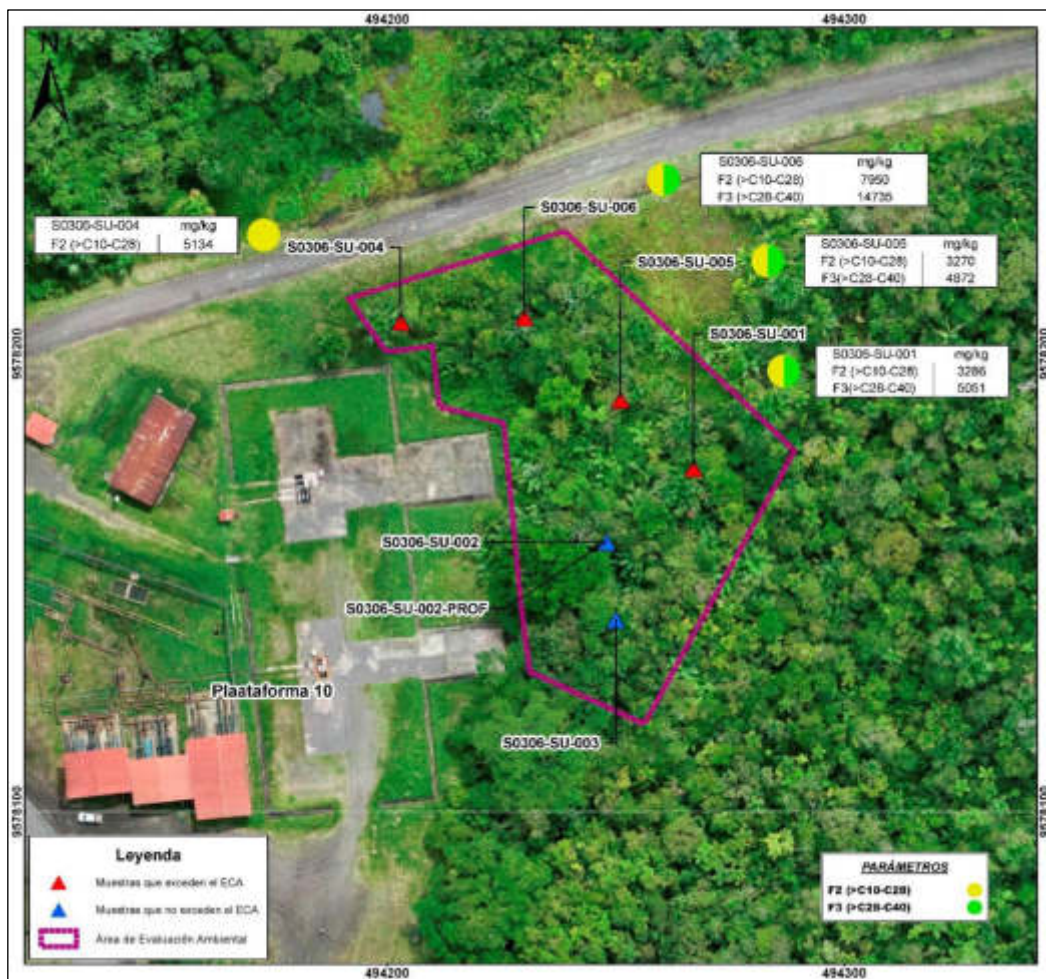 494200 494300
N
S0306-SU-006 mg/kg
F2 (>C10-C28) 7950
F3 (>C28-C40) 14735
S0306-SU-006
S0306-SU-004 mg/kg
F2 (>C10-C28) 5134
S0306-SU-004
S0306-SU-005
S0306-SU-005 mg/kg
F2 (>C10-C28) 3270
F3(>C28-C40) 4872
S0306-SU-001
9578200 9578200
S0306-SU-001 mg/kg
F2 (>C10-C28) 3286
F3(>C28-C40) 5051
S0306-SU-002
S0306-SU-002-PROF
Plaataforma 10
S0306-SU-003
9578100 9578100
Leyenda
Muestras que exceden el ECA
Muestras que no exceden el ECA
Área de Evaluación Ambiental
PARÁMETROS
F2 (>C10-C28)
F3 (>C28-C40)
494200 494300